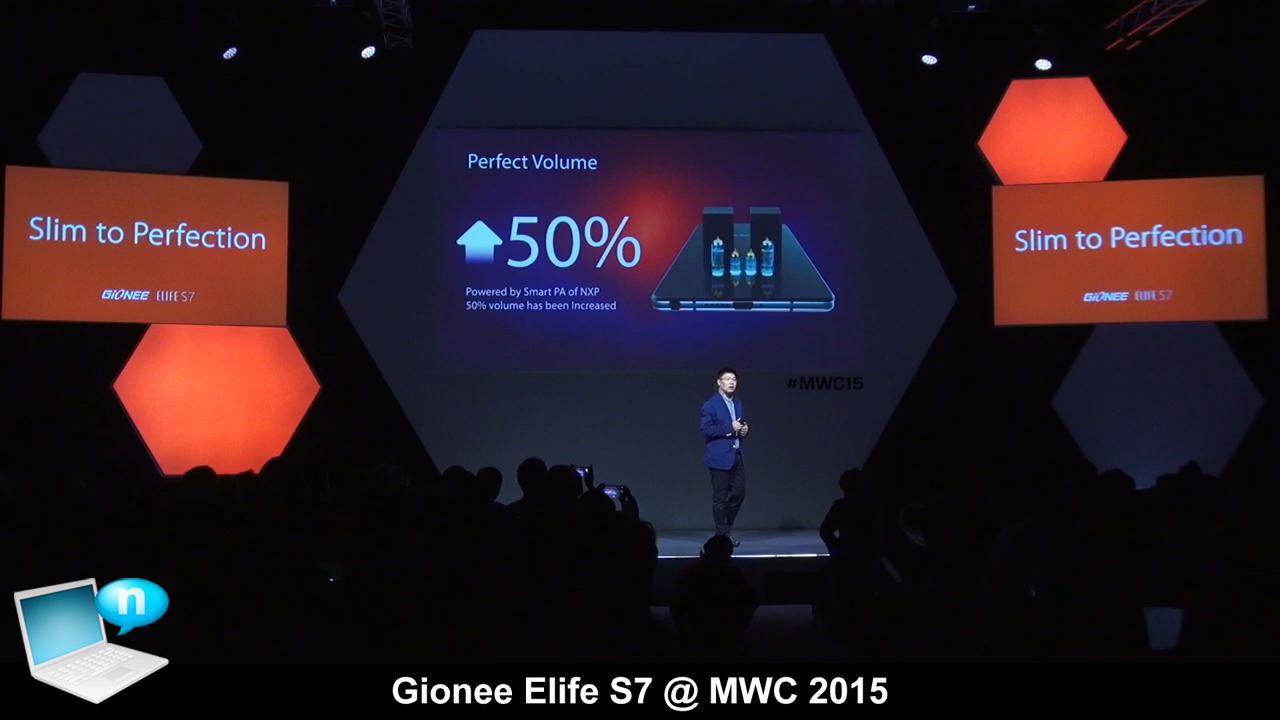 Perfect Volume
50%
Powered by Smart PA of NXP
50% volume has been Increased
Slim to Perfection
GiONEE ELIFE S7
Slim to Perfection
GiONEE ELIFE S7
#MWC15
n
Gionee Elife S7 @ MWC 2015